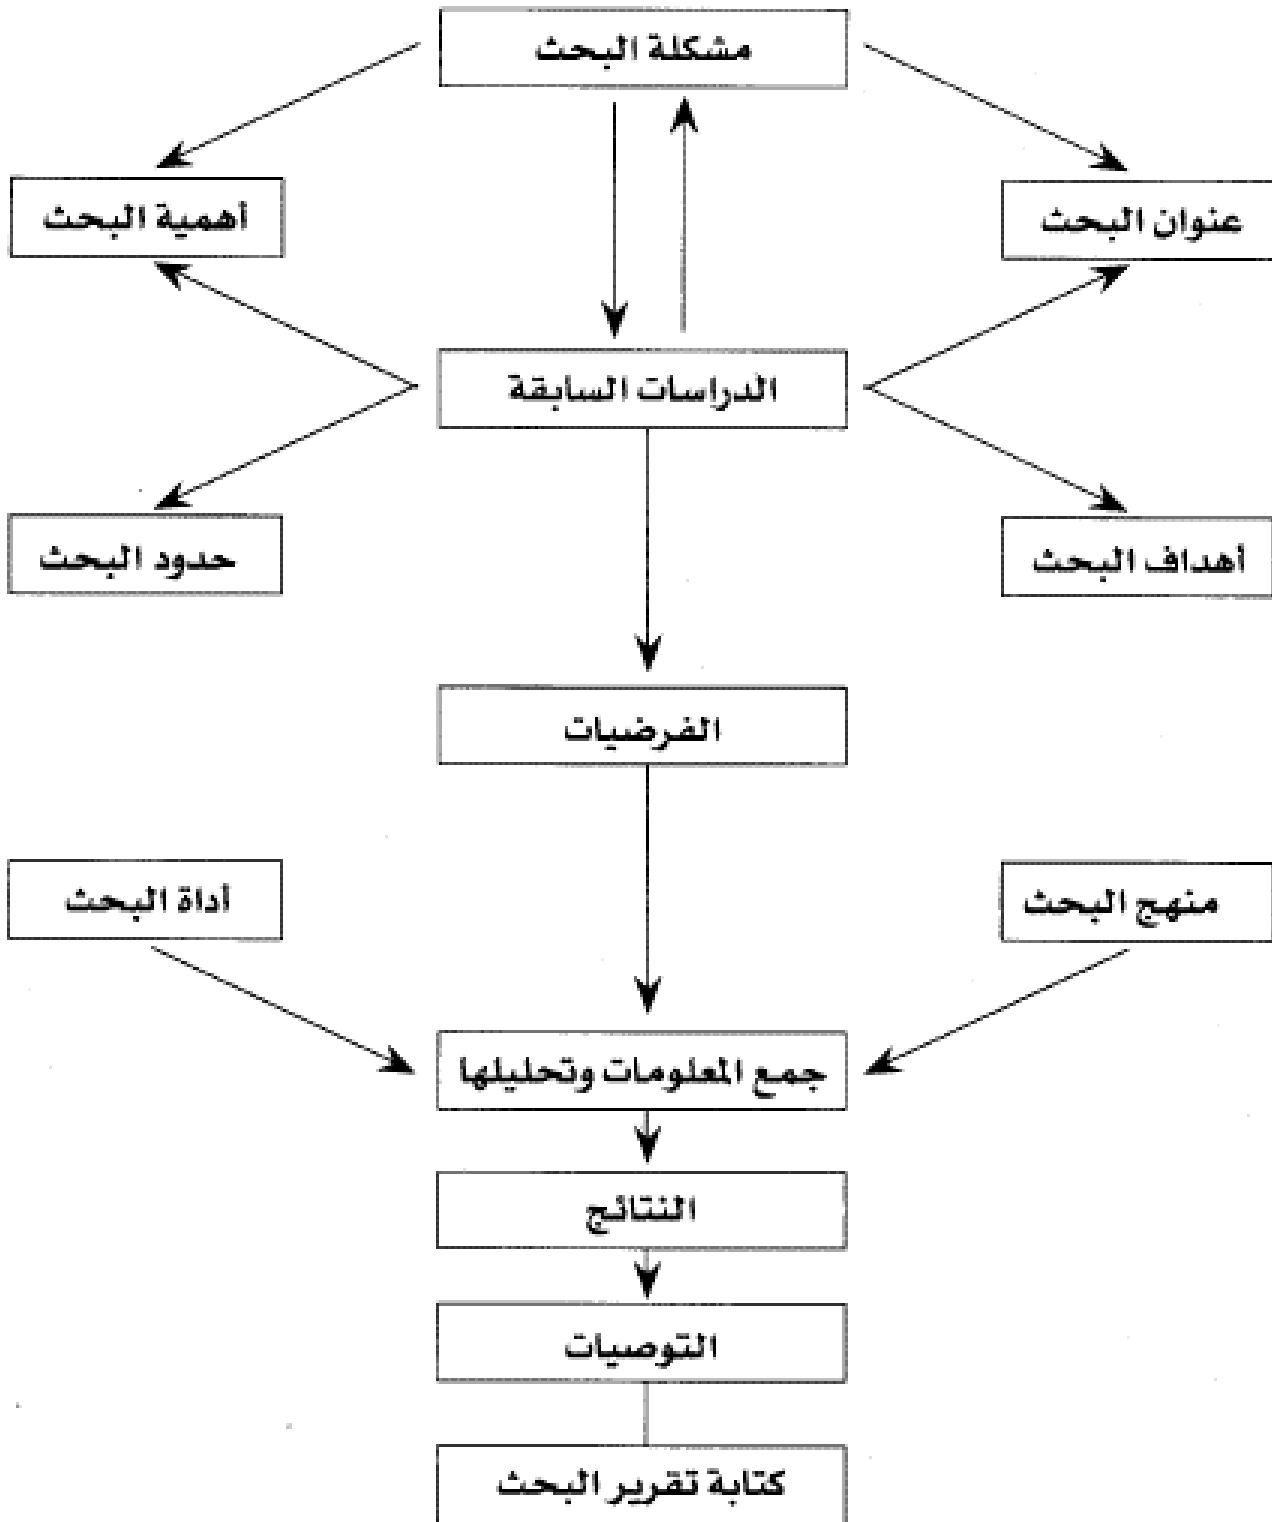 مشكلة البحث
عنوان البحث
أهمية البحث
الدراسات السابقة
أهداف البحث
حدود البحث
الفرضيات
منهج البحث
أداة البحث
جمع المعلومات وتحليلها
النتائج
التوصيات
كتابة تقرير البحث